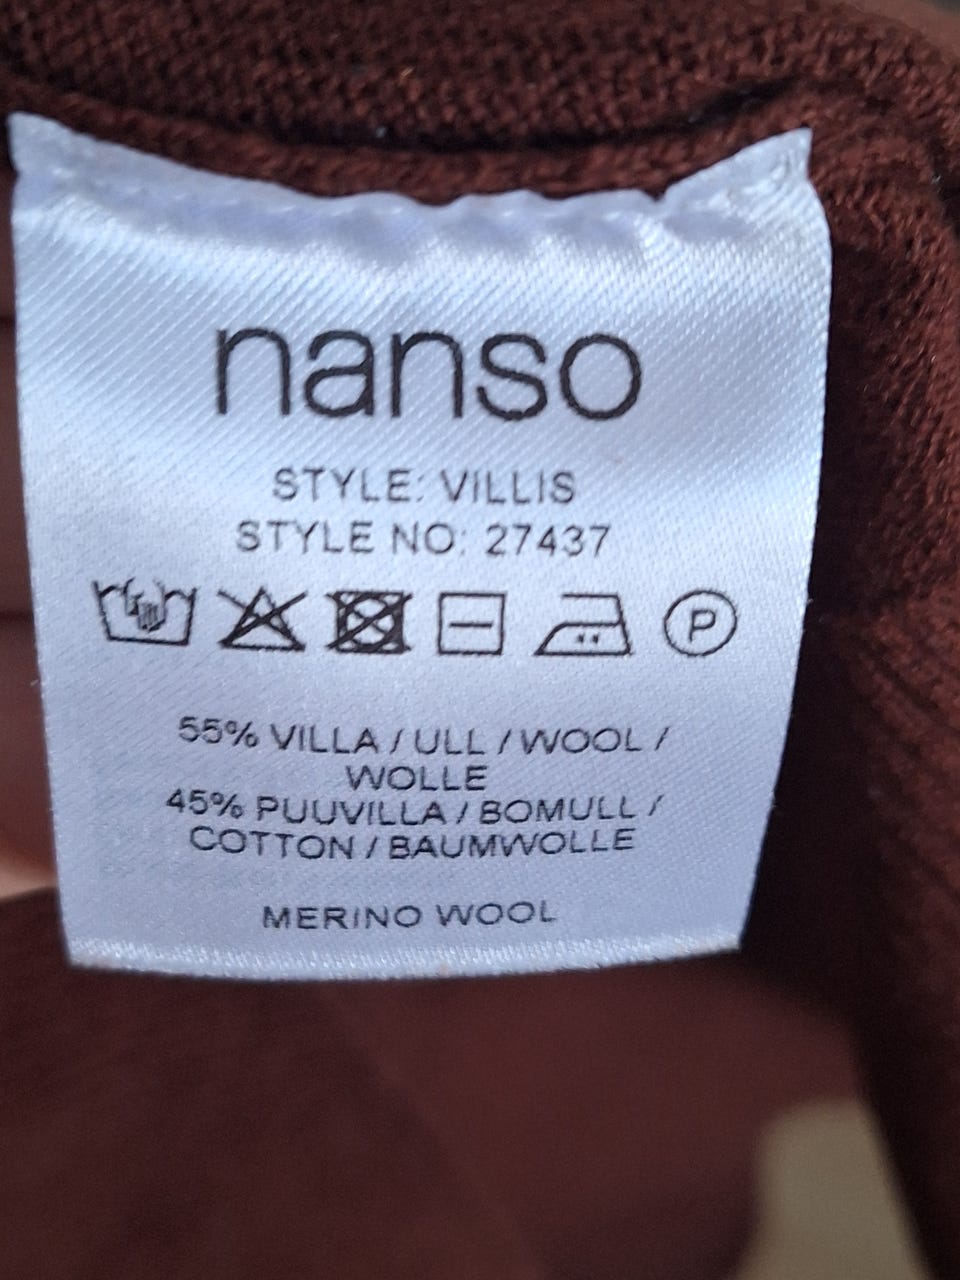 nanso
STYLE: VILLIS
STYLE NO: 27437
P
55% VILLA / ULL / WOOL /
WOLLE
45% PUUVILLA / BOMULL /
COTTON / BAUMWOLLE
MERINO WOOL